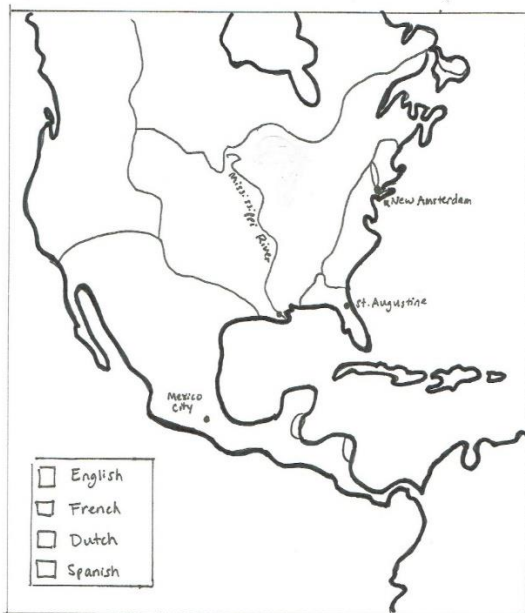 Mississippi River
New Amsterdam
St. Augustine
Mexico
City
English
French
Dutch
Spanish